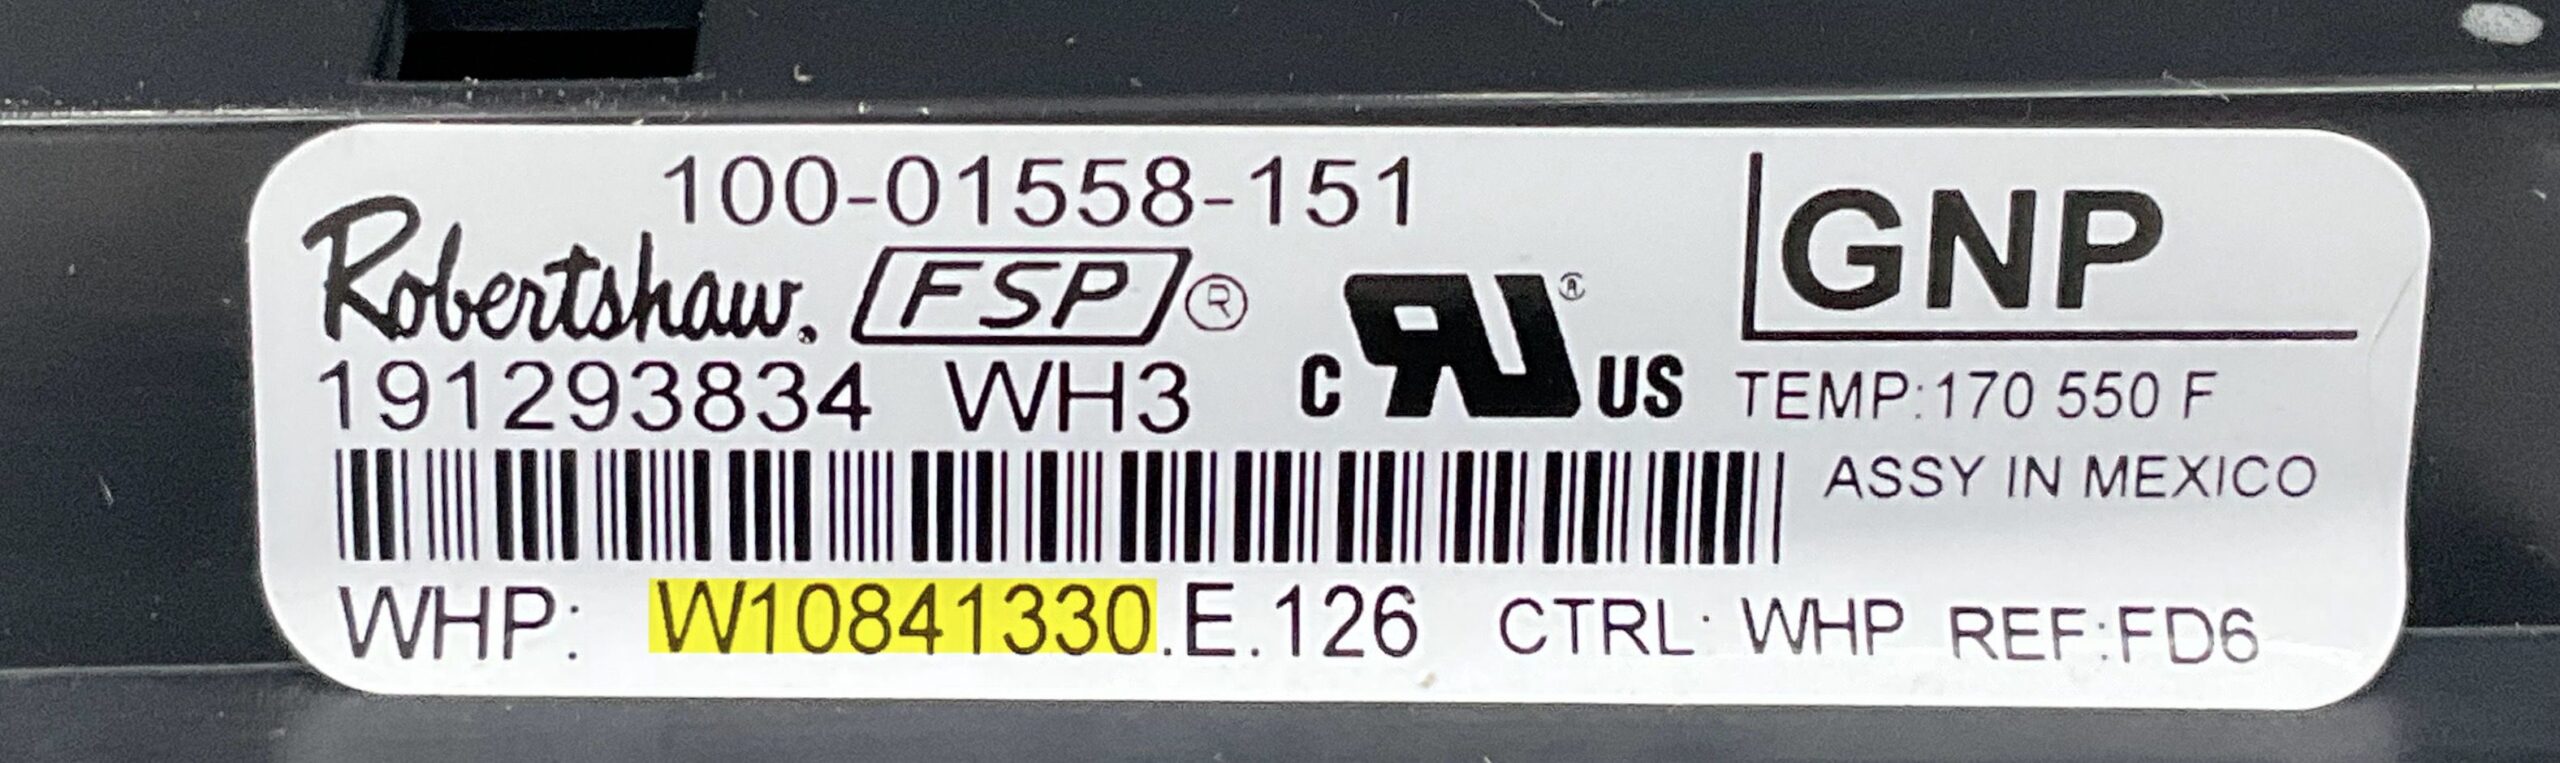 100-01558-151
Robertshaw. FSP ®
GNP
191293834 WH3
C RU ® US
TEMP:170 550 F
ASSY IN MEXICO
WHP: W10841330.E.126 CTRL: WHP REF:FD6